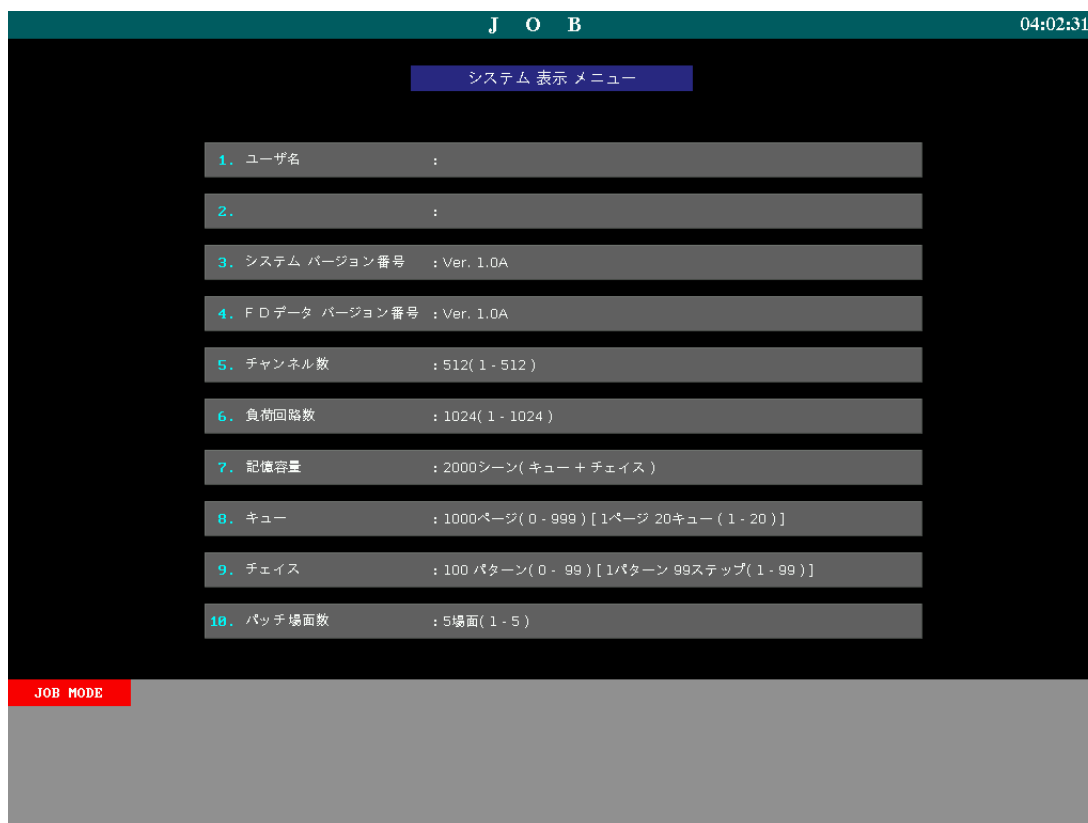 J O B 04:02:31
システム 表示 メニュー
1. ユーザ名 :
2. :
3. システム バージョン番号 : Ver. 1.0A
4. FDデータ バージョン番号 : Ver. 1.0A
5. チャンネル数 : 512( 1 - 512 )
6. 負荷回路数 : 1024( 1 - 1024 )
7. 記憶容量 : 2000シーン( キュー + チェイス )
8. キュー : 1000ページ( 0 - 999 ) [ 1ページ 20キュー ( 1 - 20 ) ]
9. チェイス : 100 パターン( 0 - 99 ) [ 1パターン 99ステップ( 1 - 99 ) ]
10. パッチ場面数 : 5場面( 1 - 5 )
JOB MODE